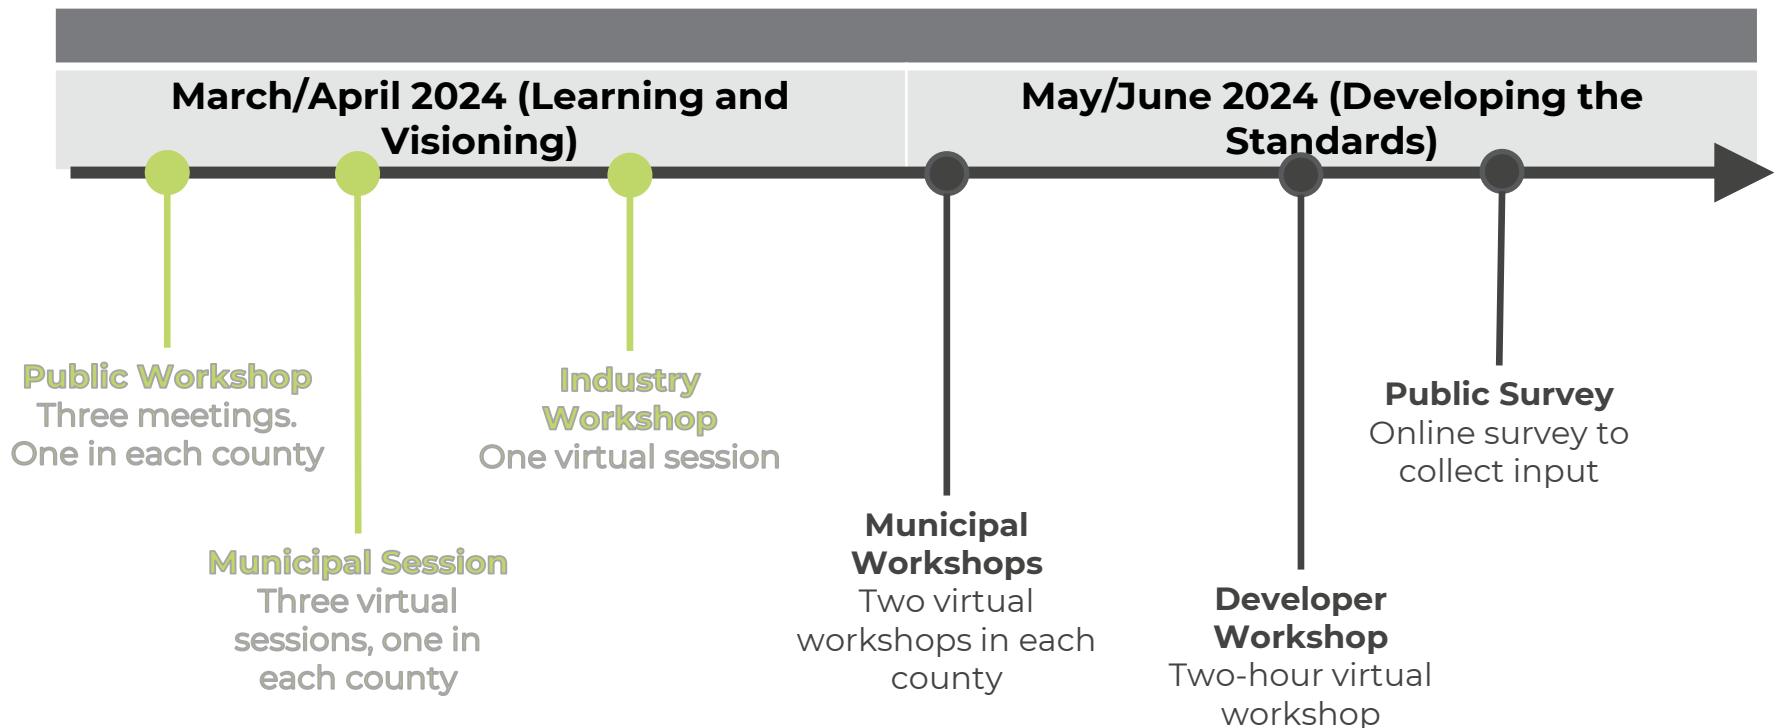 March/April 2024 (Learning and
Visioning)
May/June 2024 (Developing the
Standards)
Public Workshop
Three meetings.
One in each county
Municipal Session
Three virtual
sessions, one in
each county
Industry
Workshop
One virtual session
Municipal
Workshops
Two virtual
workshops in each
county
Developer
Workshop
Two-hour virtual
workshop
Public Survey
Online survey to
collect input